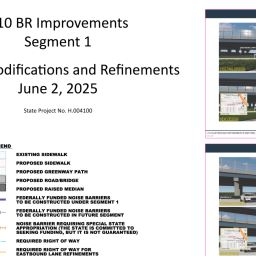 10 BR Improvements
Segment 1
odifications and Refinements
June 2, 2025
State Project No. H.004100
END
EXISTING SIDEWALK
PROPOSED SIDEWALK
PROPOSED GREENWAY PATH
PROPOSED ROAD/BRIDGE
PROPOSED RAISED MEDIAN
FEDERALLY FUNDED NOISE BARRIERS
TO BE CONSTRUCTED UNDER SEGMENT 1
FEDERALLY FUNDED NOISE BARRIERS
TO BE CONSTRUCTED IN FUTURE SEGMENT
NOISE BARRIER REQUIRING SPECIAL STATE
APPROPRIATION (THE STATE IS COMMITTED TO
SEEKING FUNDING, BUT IT IS NOT GUARANTEED)
REQUIRED RIGHT OF WAY
REQUIRED RIGHT OF WAY FOR
EASTBOUND LANE REFINEMENTS